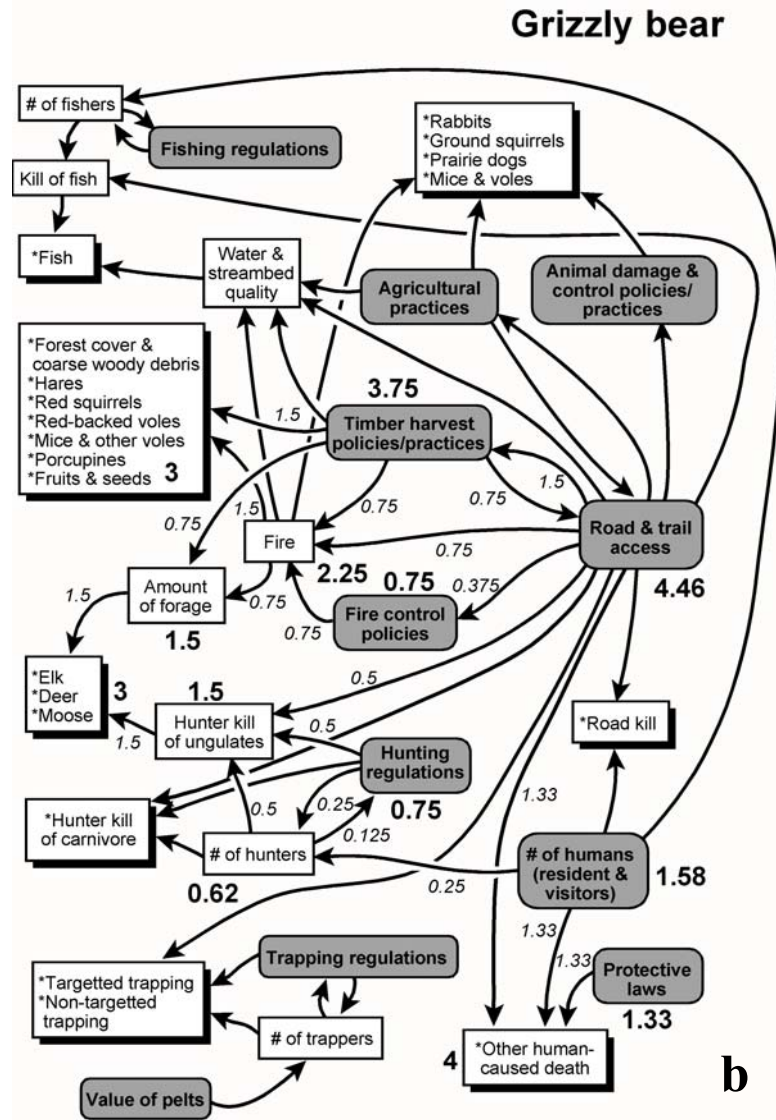 Grizzly bear
# of fishers
Fishing regulations
Kill of fish
*Fish
*Rabbits
*Ground squirrels
*Prairie dogs
*Mice & voles
Water &
streambed
quality
Agricultural
practices
Animal damage &
control policies/
practices
*Forest cover &
coarse woody debris
*Hares
*Red squirrels
*Red-backed voles
*Mice & other voles
*Porcupines
*Fruits & seeds 3
3.75
Timber harvest
policies/practices
1.5
1.5
0.75
0.75
0.75
1.5
Fire
2.25
0.75
Road & trail
access
4.46
Amount
of forage
1.5
0.75
0.75
0.75
Fire control
policies
0.375
1.5
*Elk
*Deer
*Moose
3
1.5
1.5
Hunter kill
of ungulates
0.5
0.5
Hunting
regulations
0.75
*Road kill
*Hunter kill
of carnivore
0.5
0.25
0.125
# of hunters
0.62
0.25
1.33
# of humans
(resident &
visitors)
1.58
1.33
1.33
Protective
laws
1.33
*Targetted trapping
*Non-targetted
trapping
Trapping regulations
# of trappers
Value of pelts
4
*Other human-
caused death
b